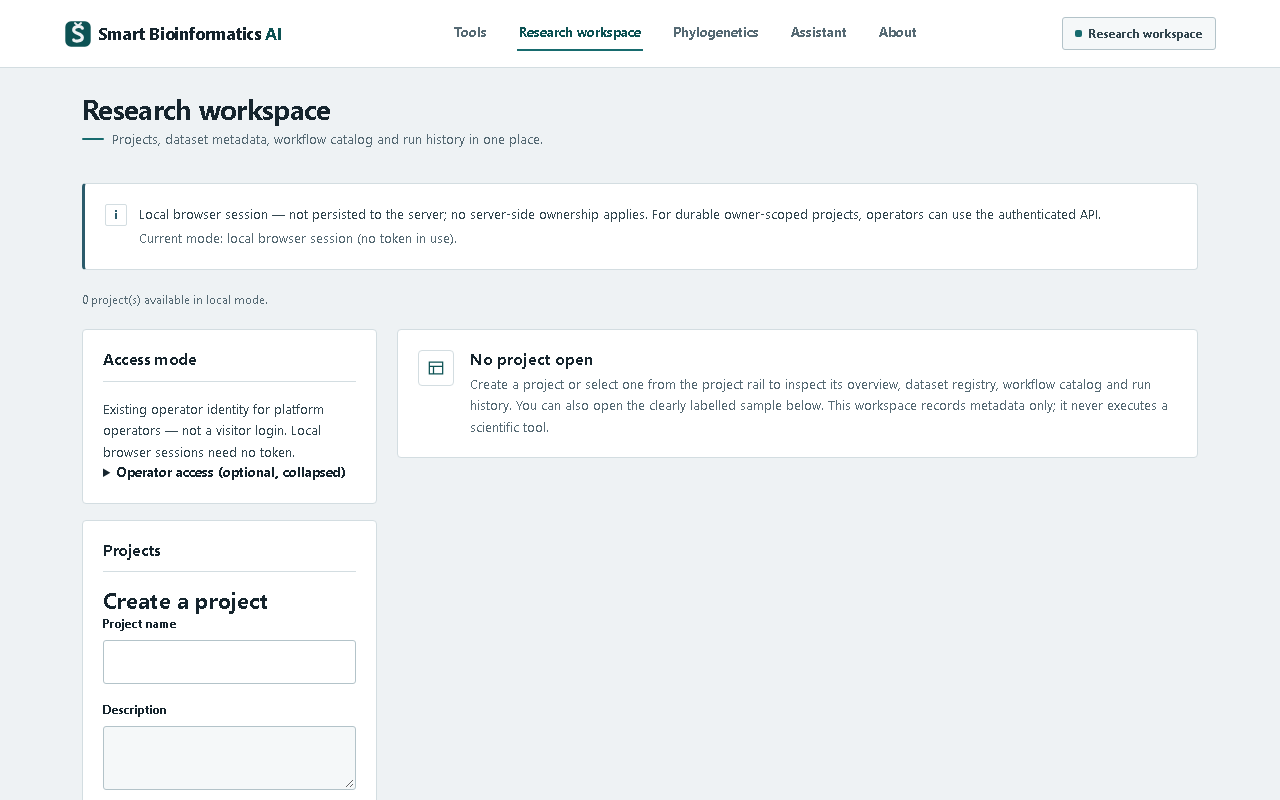 Š Smart Bioinformatics AI
Tools
Research workspace
Phylogenetics
Assistant
About
Research workspace
Research workspace
Projects, dataset metadata, workflow catalog and run history in one place.
i
Local browser session — not persisted to the server; no server-side ownership applies. For durable owner-scoped projects, operators can use the authenticated API.
Current mode: local browser session (no token in use).
0 project(s) available in local mode.
Access mode
Existing operator identity for platform
operators — not a visitor login. Local
browser sessions need no token.
Operator access (optional, collapsed)
No project open
Create a project or select one from the project rail to inspect its overview, dataset registry, workflow catalog and run
history. You can also open the clearly labelled sample below. This workspace records metadata only; it never executes a
scientific tool.
Projects
Create a project
Project name
Description